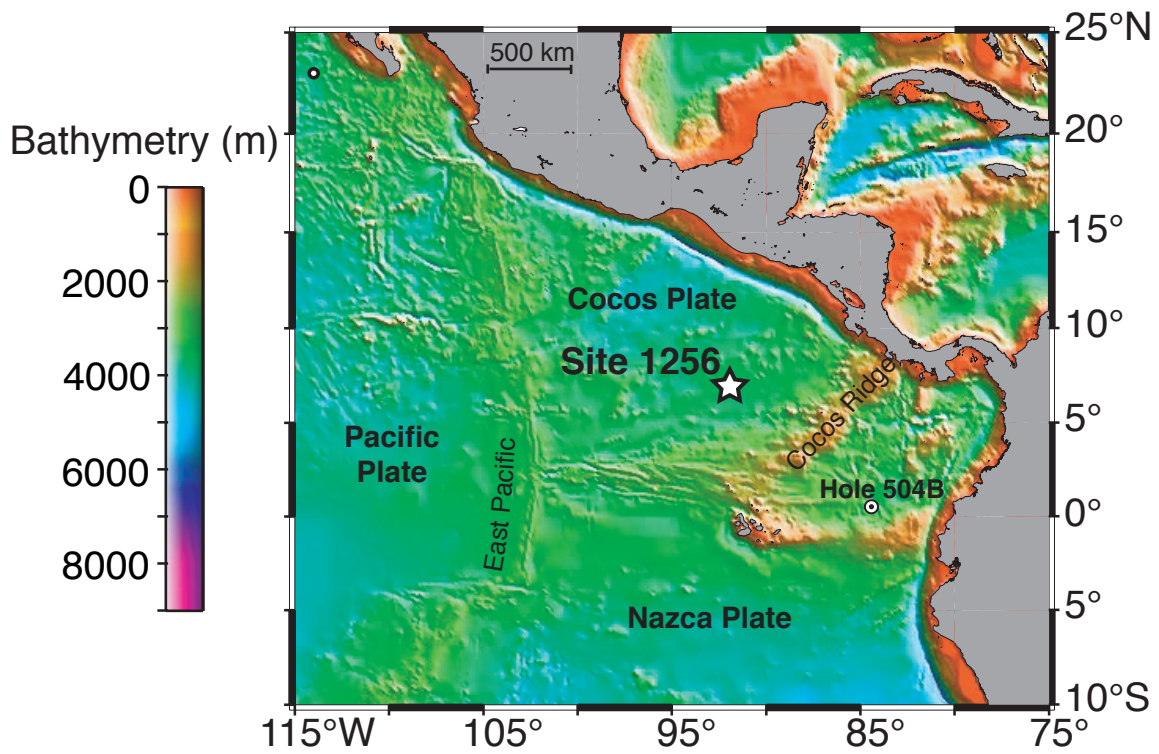 25°N
500 km
Bathymetry (m)
20°
0
15°
2000
Cocos Plate
10°
Site 1256
4000
Cocos Ridge
5°
Pacific
Plate
6000
East Pacific
Hole 504B
0°
8000
Nazca Plate
5°
10°S
115°W
105°
95°
85°
75°